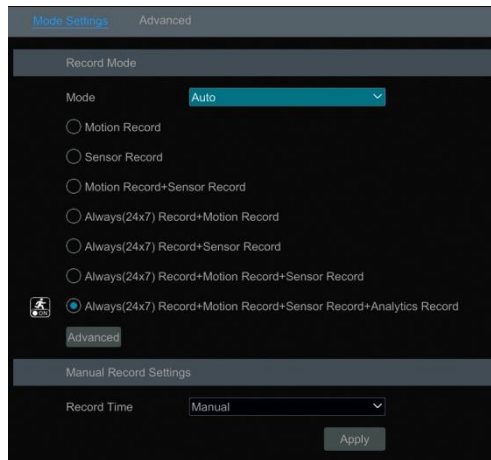 Mode Settings Advanced
Record Mode
Mode Auto
Motion Record
Sensor Record
Motion Record+Sensor Record
Always(24x7) Record+Motion Record
Always(24x7) Record+Sensor Record
Always(24x7) Record+Motion Record+Sensor Record
ON
Always(24x7) Record+Motion Record+Sensor Record+Analytics Record
Advanced
Manual Record Settings
Record Time Manual
Apply